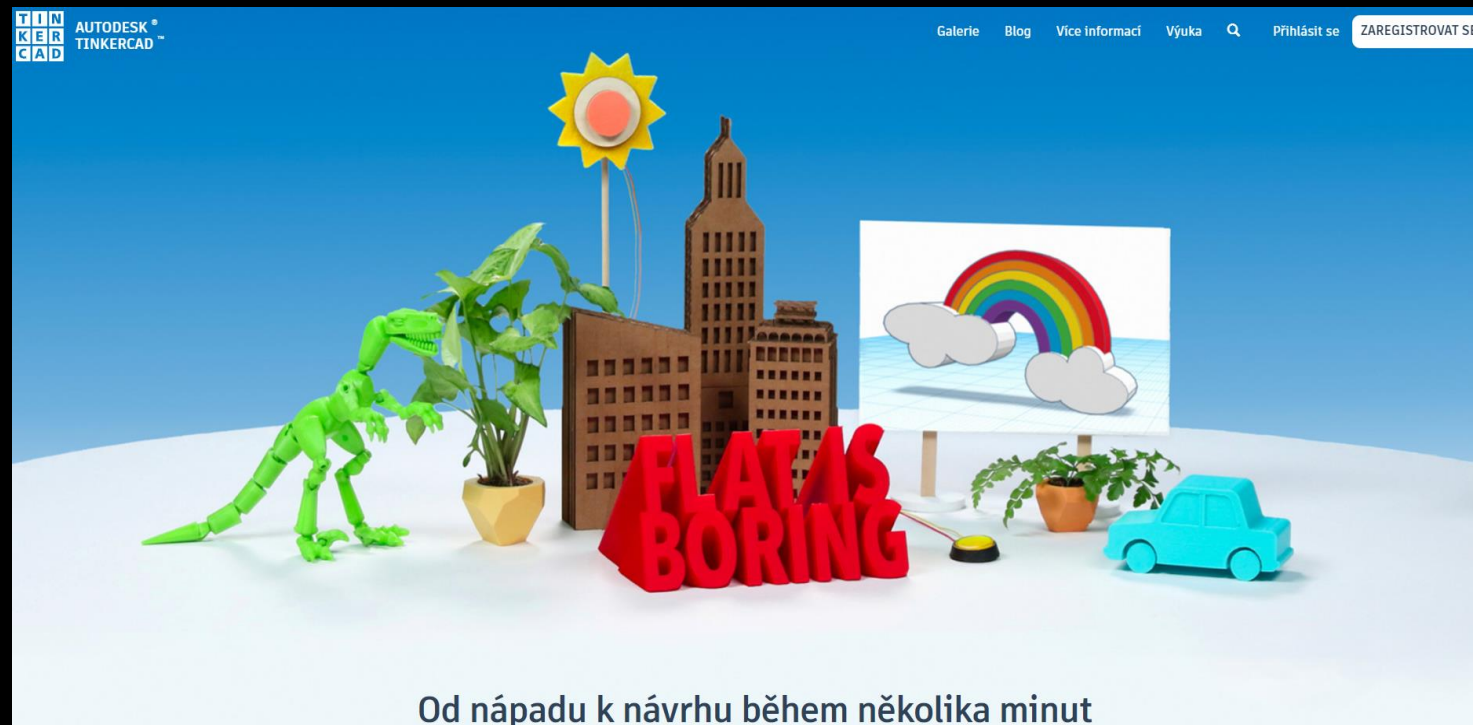 TIN
KER
CAD
AUTODESK®
TINKERCAD™
Galerie Blog Více informací Výuka Přihlásit se ZAREGISTROVAT SE
FLAT IS
BORING
Od nápadu k návrhu během několika minut